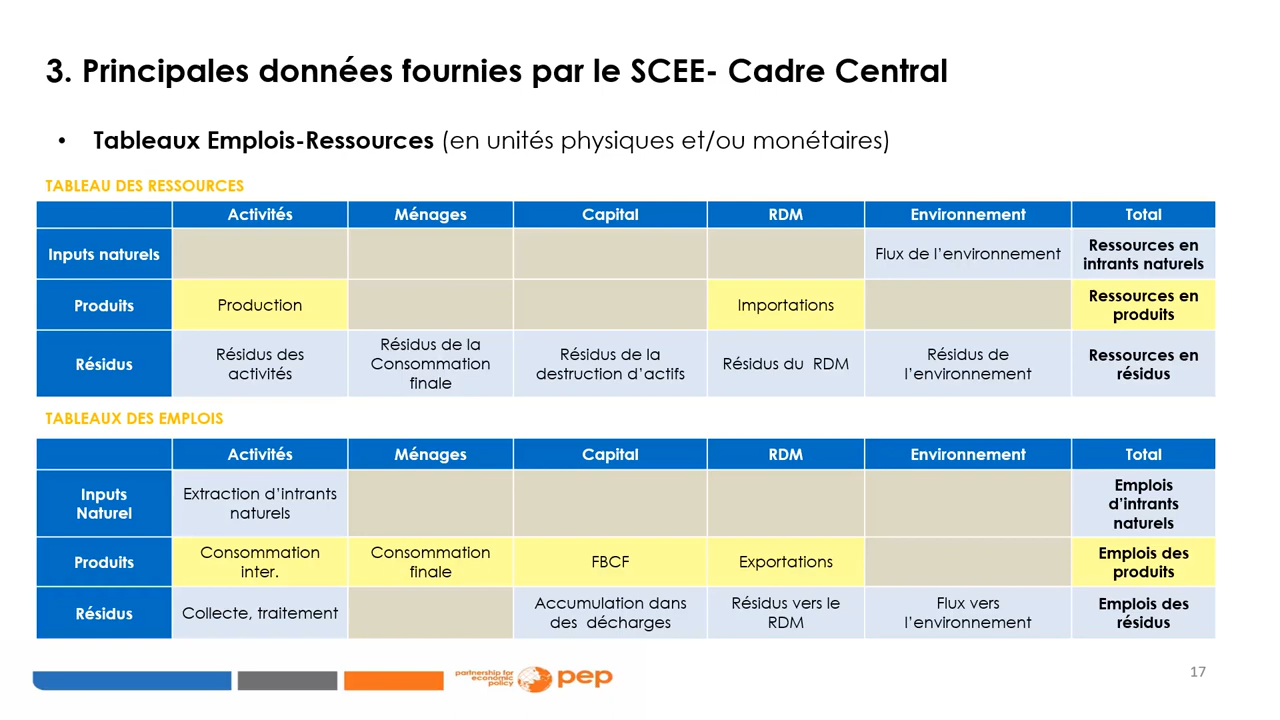 3. Principales données fournies par le SCEE- Cadre Central
• Tableaux Emplois-Ressources (en unités physiques et/ou monétaires)
TABLEAU DES RESSOURCES
Activités Ménages Capital RDM Environnement Total
Inputs naturels Flux de l'environnement Ressources en
intrants naturels
Produits Production Importations Ressources en
produits
Résidus Résidus des
activités
Résidus de la
Consommation
finale
Résidus de la
destruction d'actifs
Résidus du RDM
Résidus de
l'environnement
Ressources en
résidus
TABLEAUX DES EMPLOIS
Activités Ménages Capital RDM Environnement Total
Inputs
Naturel
Extraction d'intrants
naturels
Emplois
d'intrants
naturels
Produits
Consommation
inter.
Consommation
finale
FBCF
Exportations
Emplois des
produits
Résidus
Collecte, traitement
Accumulation dans
des décharges
Résidus vers le
RDM
Flux vers
l'environnement
Emplois des
résidus
partnership for
economic
policy
pep
17